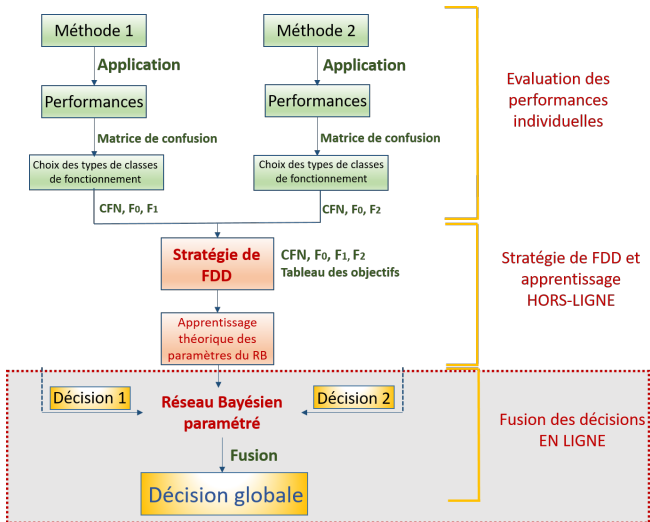 Méthode 1
Méthode 2
Application
Application
Performances
Performances
Matrice de confusion
Matrice de confusion
Choix des types de classes
de fonctionnement
Choix des types de classes
de fonctionnement
CFN, F0, F1
CFN, F0, F2
Evaluation des
performances
individuelles
Stratégie de
FDD
CFN, F0, F1, F2
Tableau des objectifs
Stratégie de FDD et
apprentissage
HORS-LIGNE
Apprentissage
théorique des
paramètres du RB
Décision 1
Réseau Bayésien
paramétré
Décision 2
Fusion des décisions
EN LIGNE
Fusion
Décision globale